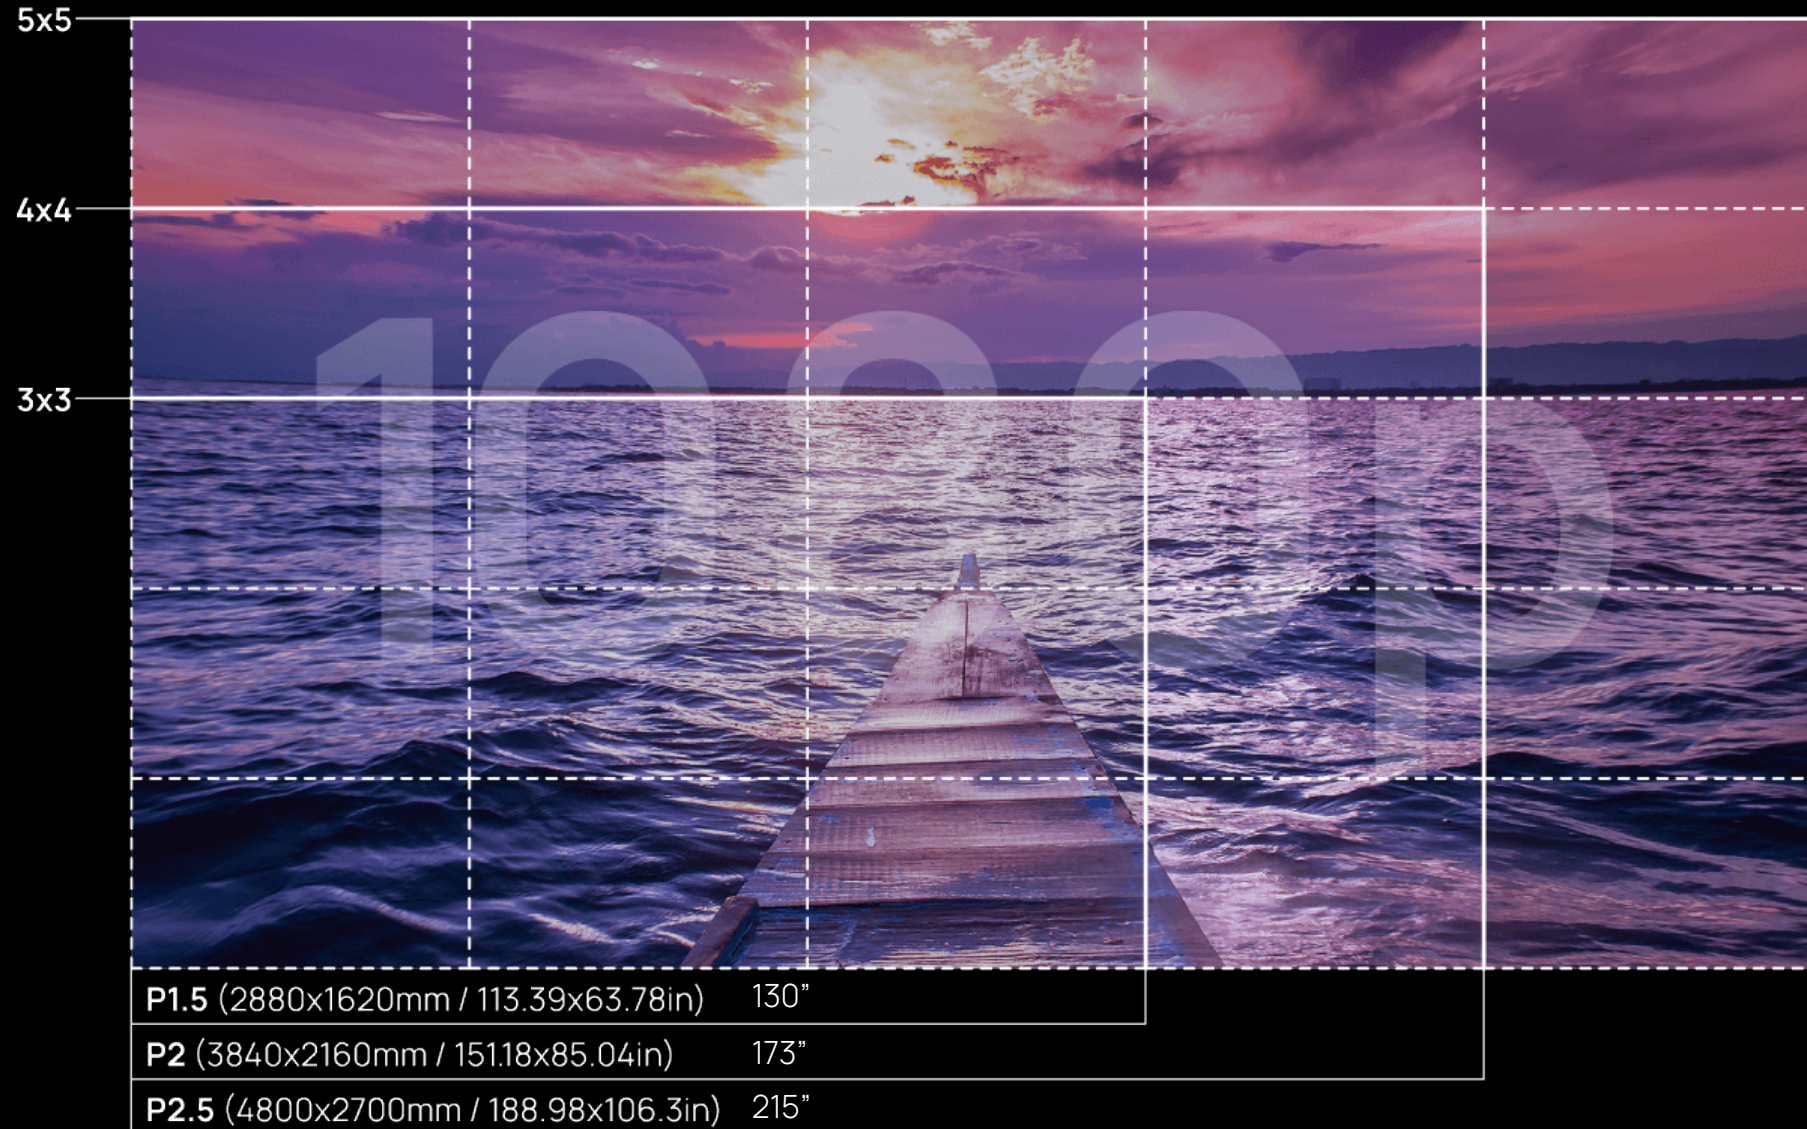 5x5
4x4
1080p
3x3
P1.5 (2880x1620mm / 113.39x63.78in) 130”
P2 (3840x2160mm / 151.18x85.04in) 173”
P2.5 (4800x2700mm / 188.98x106.3in) 215”